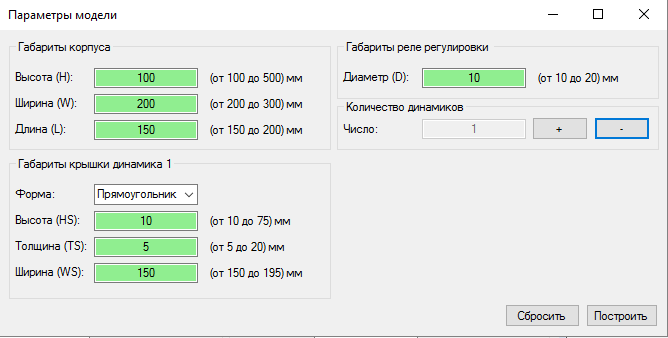 Параметры модели
Габариты корпуса
Высота (H): 100 (от 100 до 500) мм
Ширина (W): 200 (от 200 до 300) мм
Длина (L): 150 (от 150 до 200) мм
Габариты реле регулировки
Диаметр (D): 10 (от 10 до 20) мм
Количество динамиков
Число: 1 + -
Габариты крышки динамика 1
Форма: Прямоугольник
Высота (HS): 10 (от 10 до 75) мм
Толщина (TS): 5 (от 5 до 20) мм
Ширина (WS): 150 (от 150 до 195) мм
Сбросить Построить